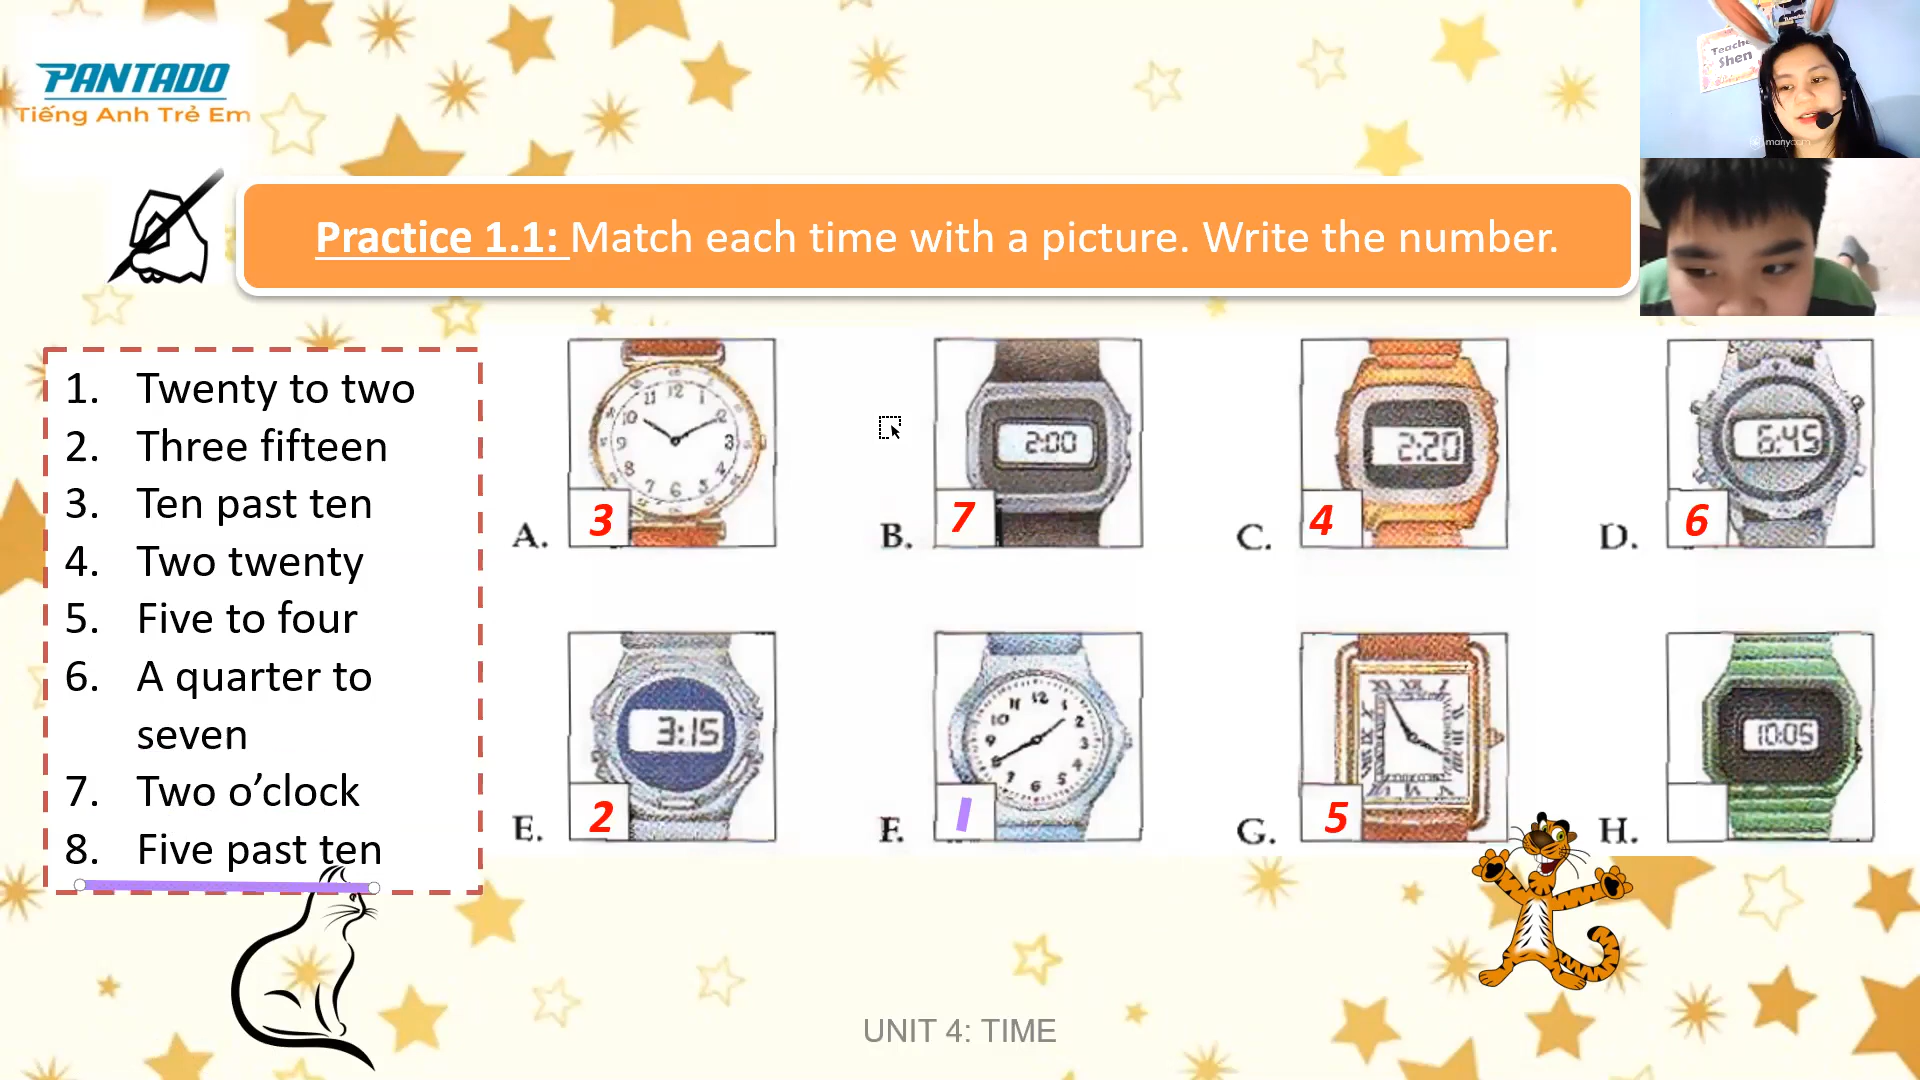 PANTADO
Tiếng Anh Trẻ Em
Teacher
Shen
Practice 1.1: Match each time with a picture. Write the number.
1. Twenty to two
2. Three fifteen
3. Ten past ten
4. Two twenty
5. Five to four
6. A quarter to
seven
7. Two o’clock
8. Five past ten
A. 3
B. 2:00 7
C. 2:20 4
D. 6:45 6
E. 3:15 2
F. 1
G. 5
H. 10:05
UNIT 4: TIME